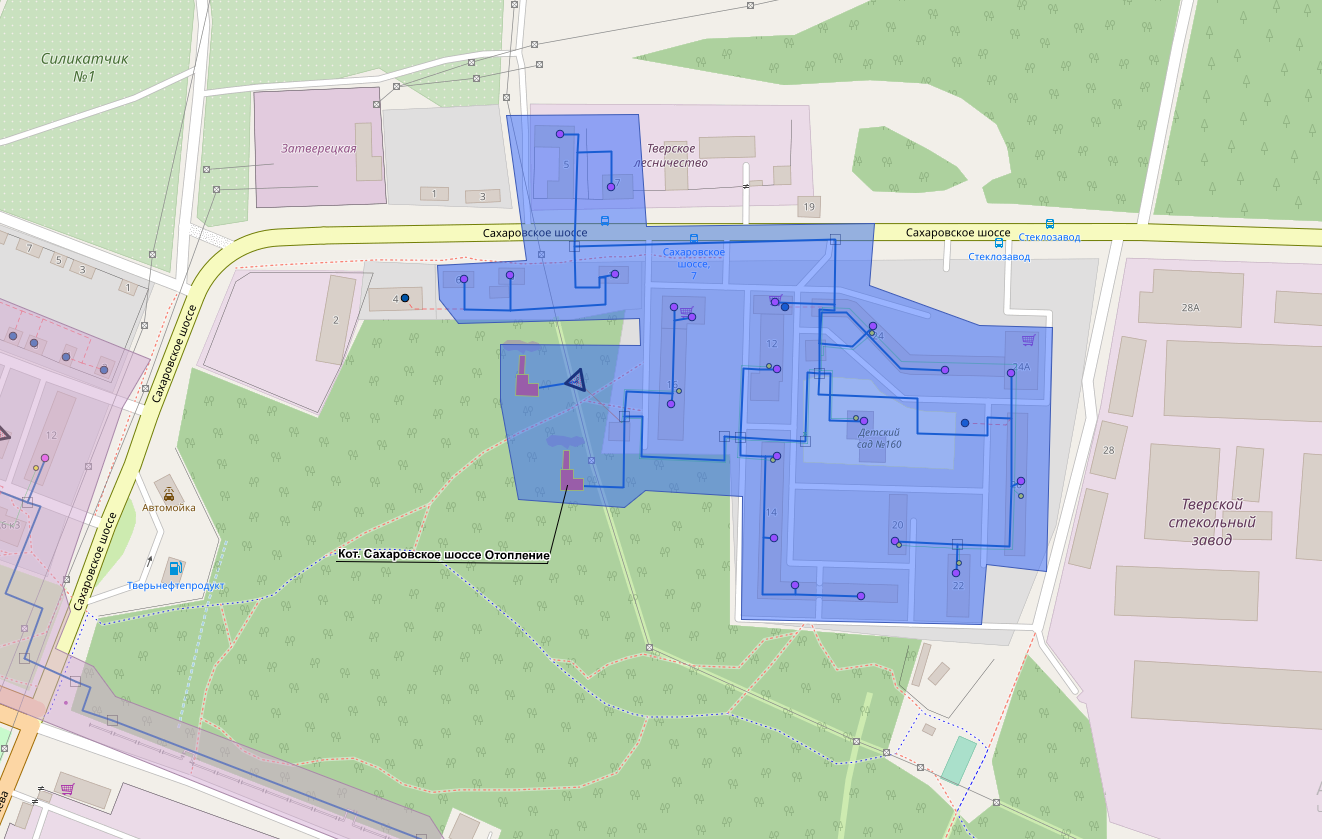 Силикатчик
№1
Затверецкая
Тверское
лесничество
5
7
1
3
19
Сахаровское шоссе
Сахаровское шоссе
Стеклозавод
Стеклозавод
Сахаровское
шоссе,
7
7
5
3
1
6
4
2
28А
12
24А
16
Сахаровское шоссе
12
Детский
сад №160
28
Автомойка
Тверской
стекольный
завод
14
20
Кот. Сахаровское шоссе Отопление
Сахаровское шоссе
Тверьнефтепродукт
22